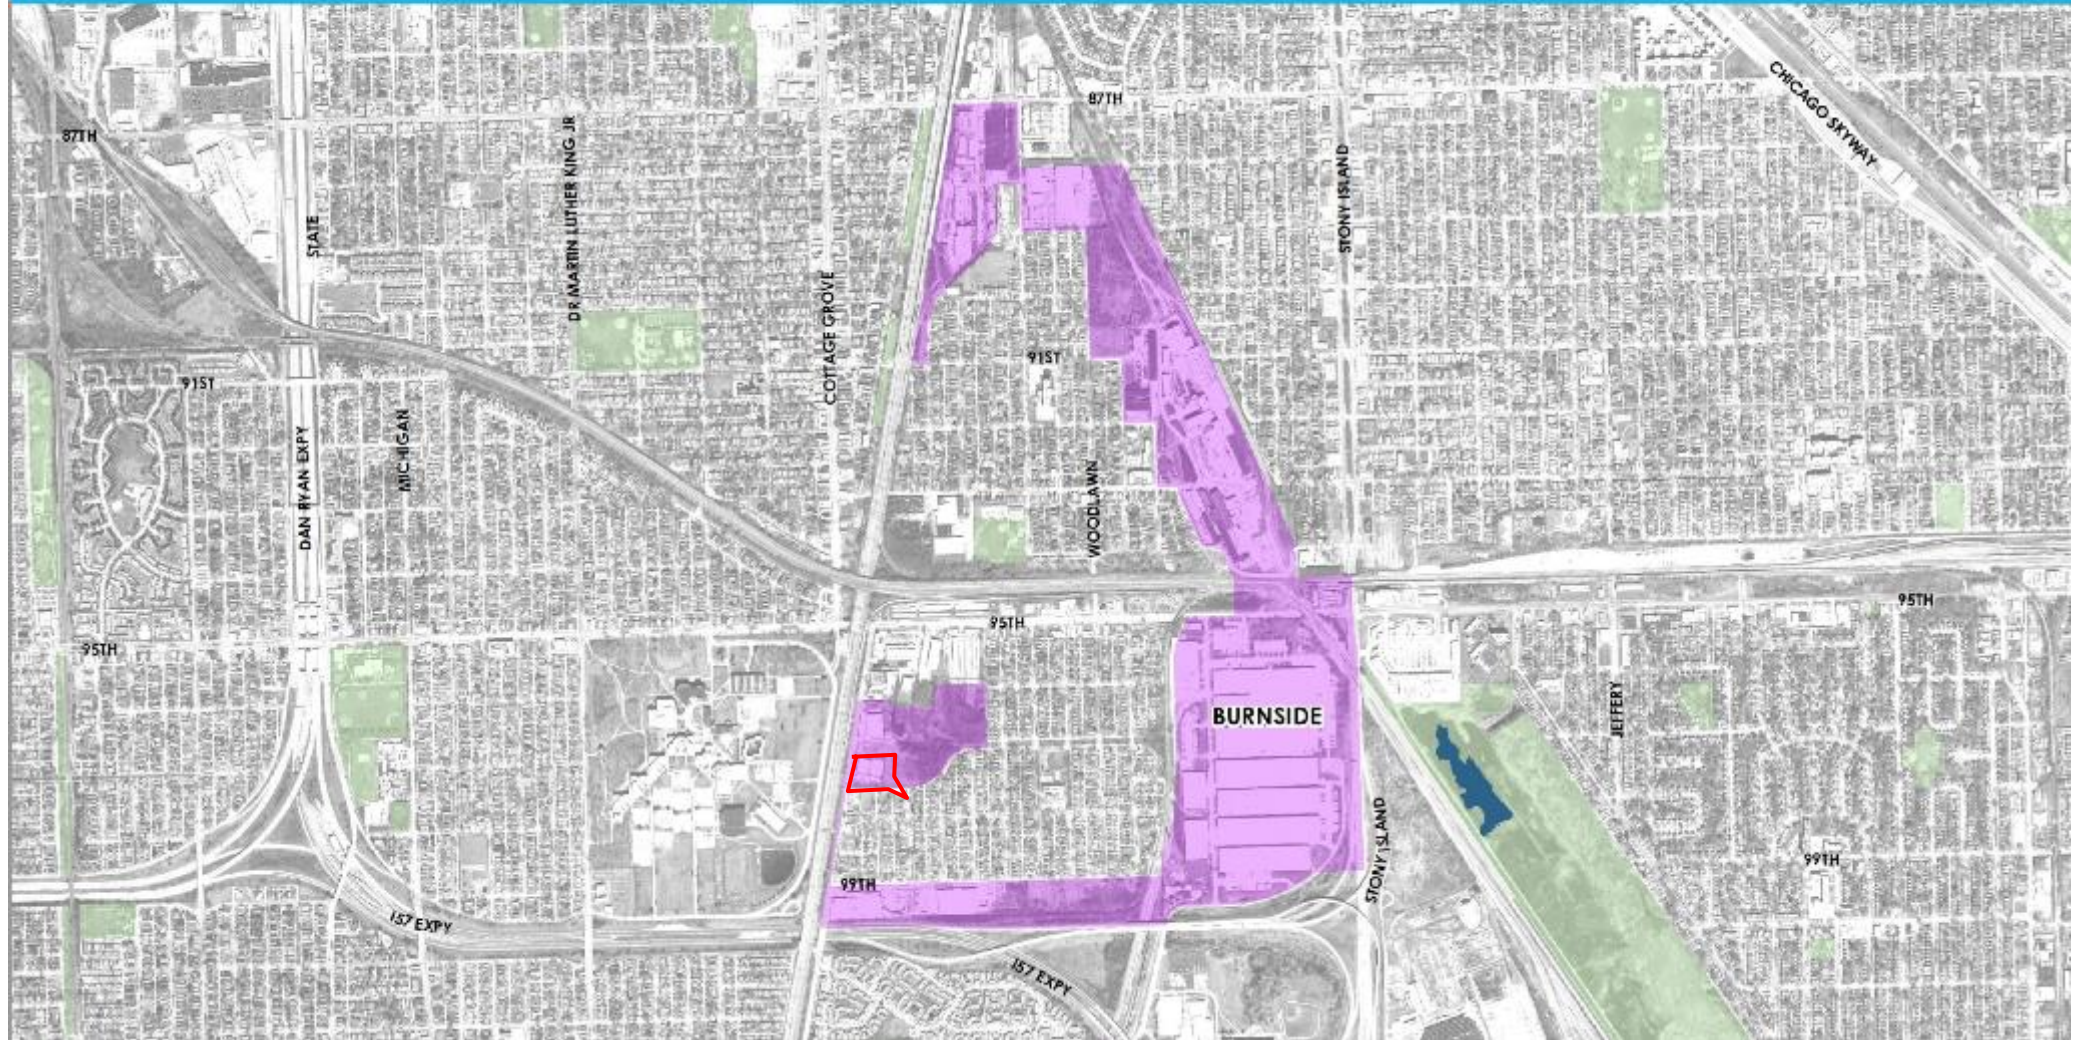 CHICAGO SKYWAY
87TH
87TH
DR MARTIN LUTHER KING JR
STONY ISLAND
STATE
COTTAGE GROVE
91ST
91ST
MICHIGAN
DAN RYAN EXPY
WOODLAWN
95TH
95TH
95TH
JEFFERY
BURNSIDE
STONY ISLAND
99TH
99TH
I57 EXPY
I57 EXPY